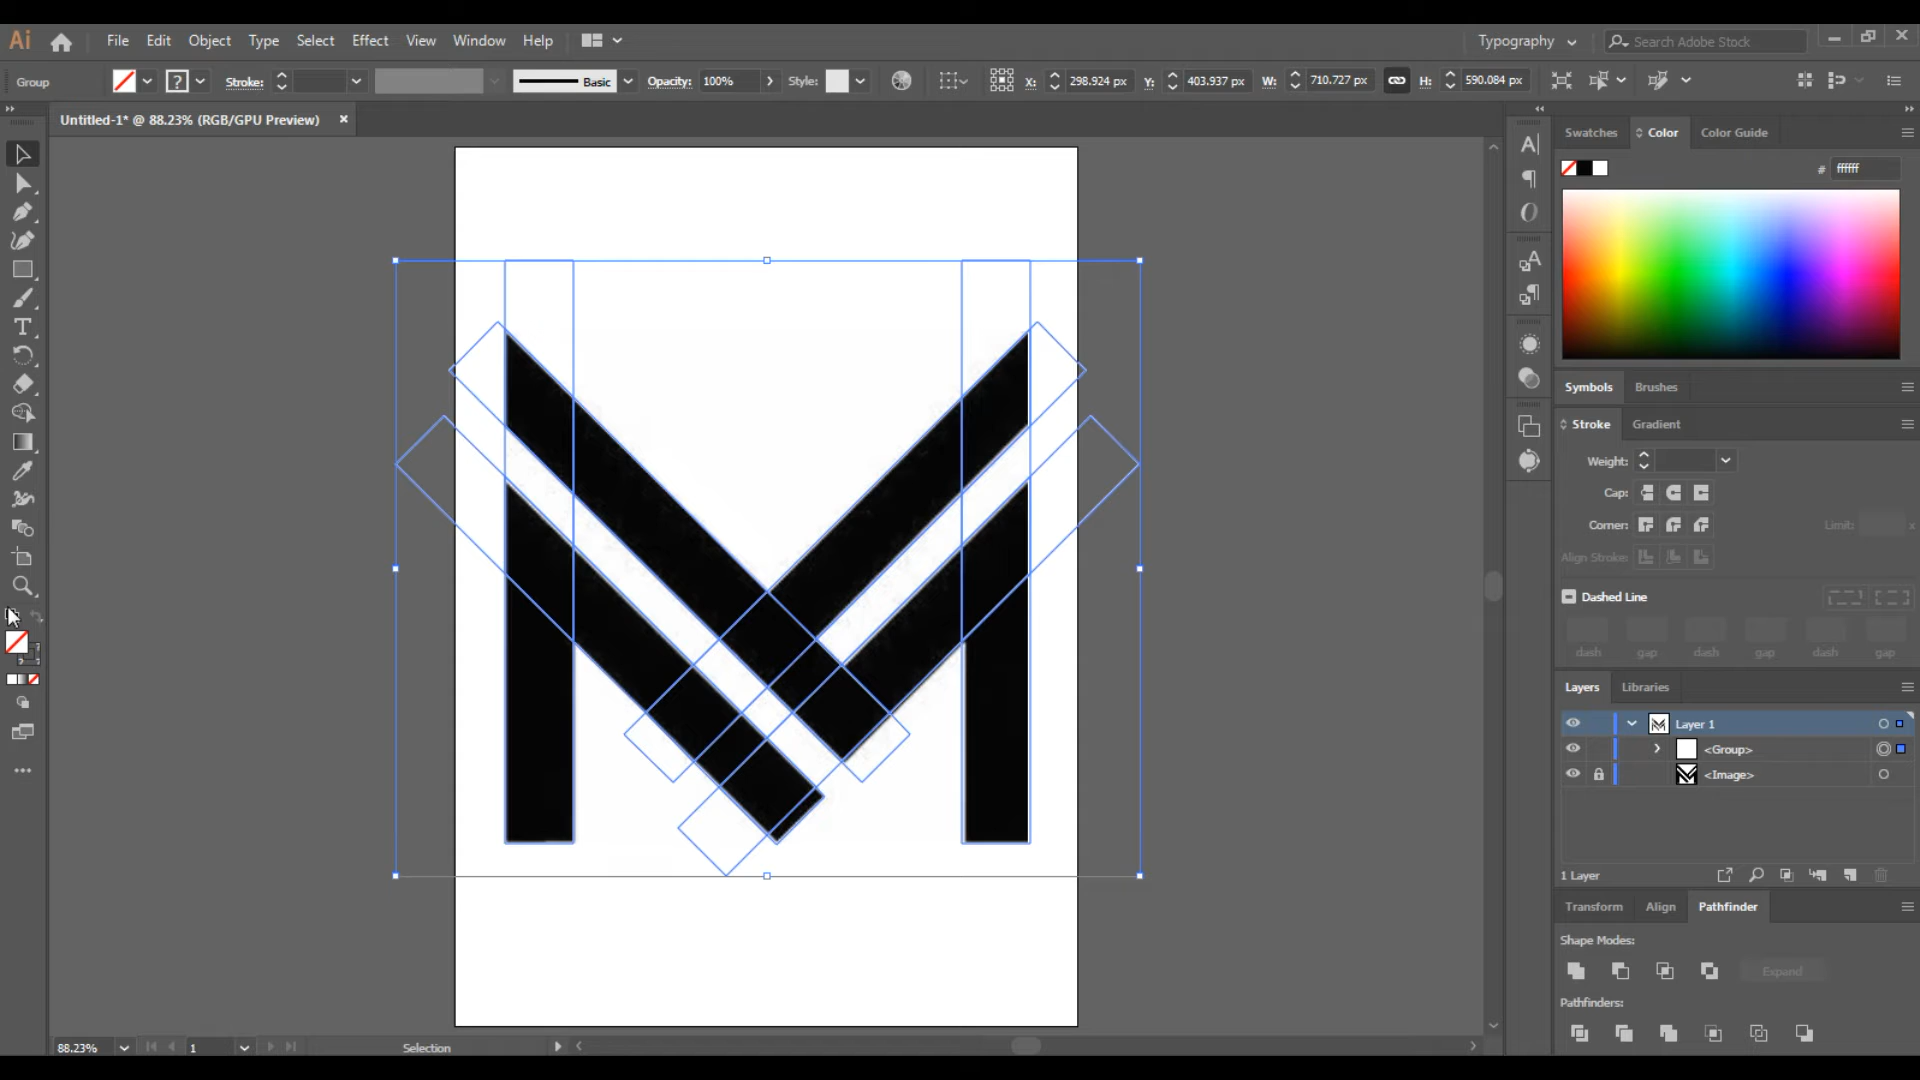 Ai File Edit Object Type Select Effect View Window Help Typography Search Adobe Stock
Group ? Stroke: Basic Opacity: 100% Style: X: 298.924 px Y: 403.937 px W: 710.727 px H: 590.084 px
Untitled-1* @ 88.23% (RGB/GPU Preview)
Swatches Color Color Guide
# ffffff
Symbols Brushes
Stroke Gradient
Weight:
Cap:
Corner: Limit: x
Align Stroke:
Dashed Line
dash gap dash gap dash gap
Layers Libraries
Layer 1
<Group>
<Image>
1 Layer
Transform Align Pathfinder
Shape Modes:
Expand
Pathfinders:
88.23% 1 Selection